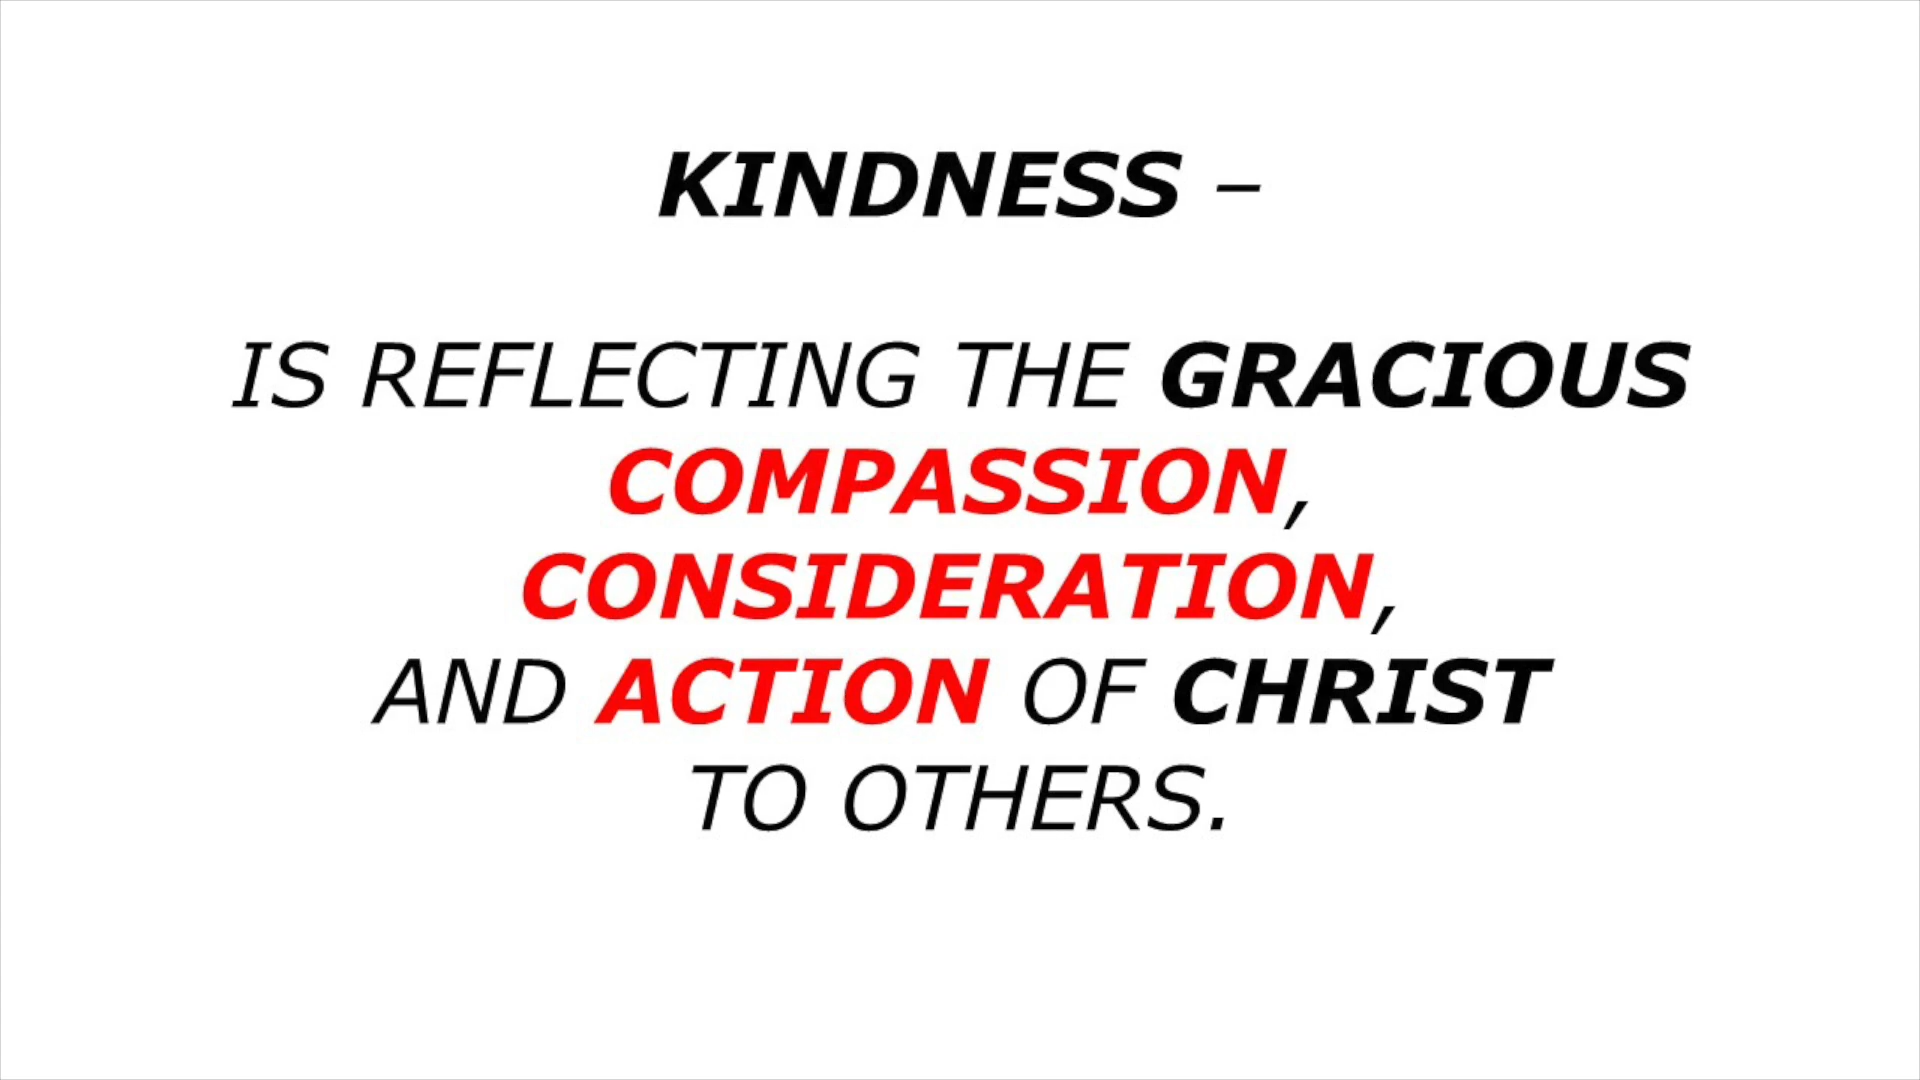 KINDNESS –
IS REFLECTING THE GRACIOUS
COMPASSION,
CONSIDERATION,
AND ACTION OF CHRIST
TO OTHERS.